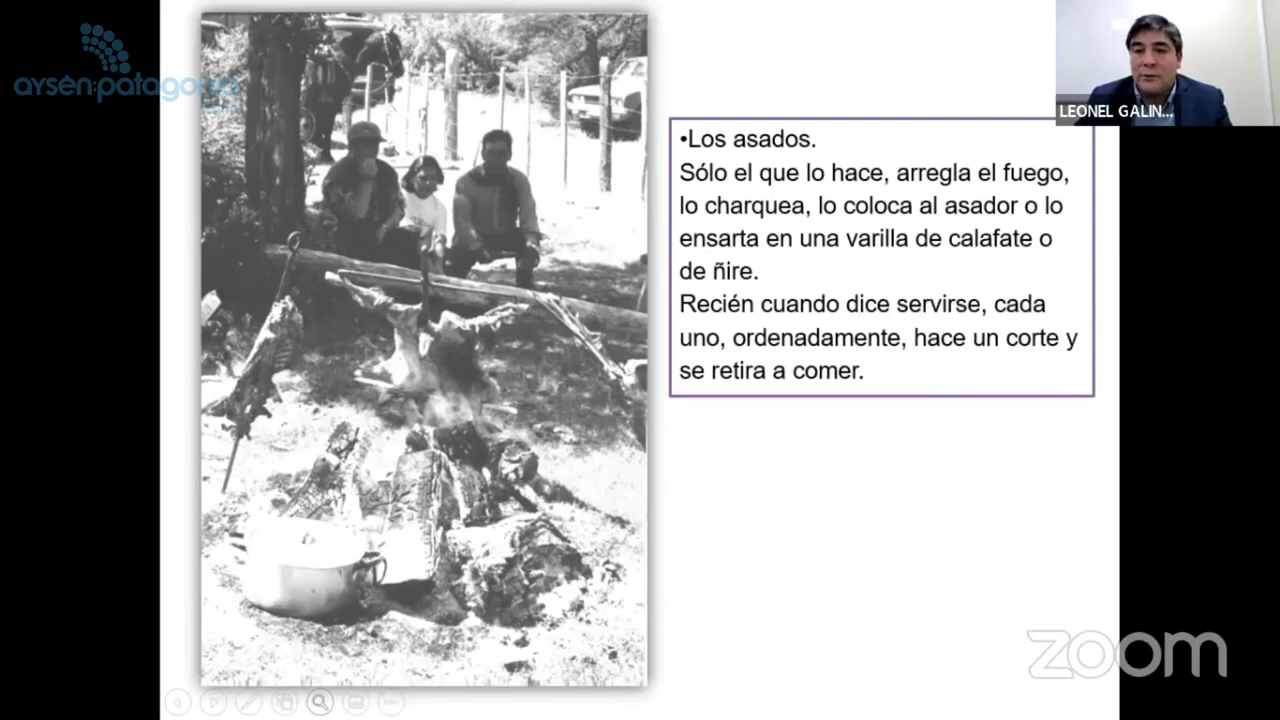 aysén:patagonia
LEONEL GALIN...
•Los asados.
Sólo el que lo hace, arregla el fuego,
lo charquea, lo coloca al asador o lo
ensarta en una varilla de calafate o
de ñire.
Recién cuando dice servirse, cada
uno, ordenadamente, hace un corte y
se retira a comer.
zoom